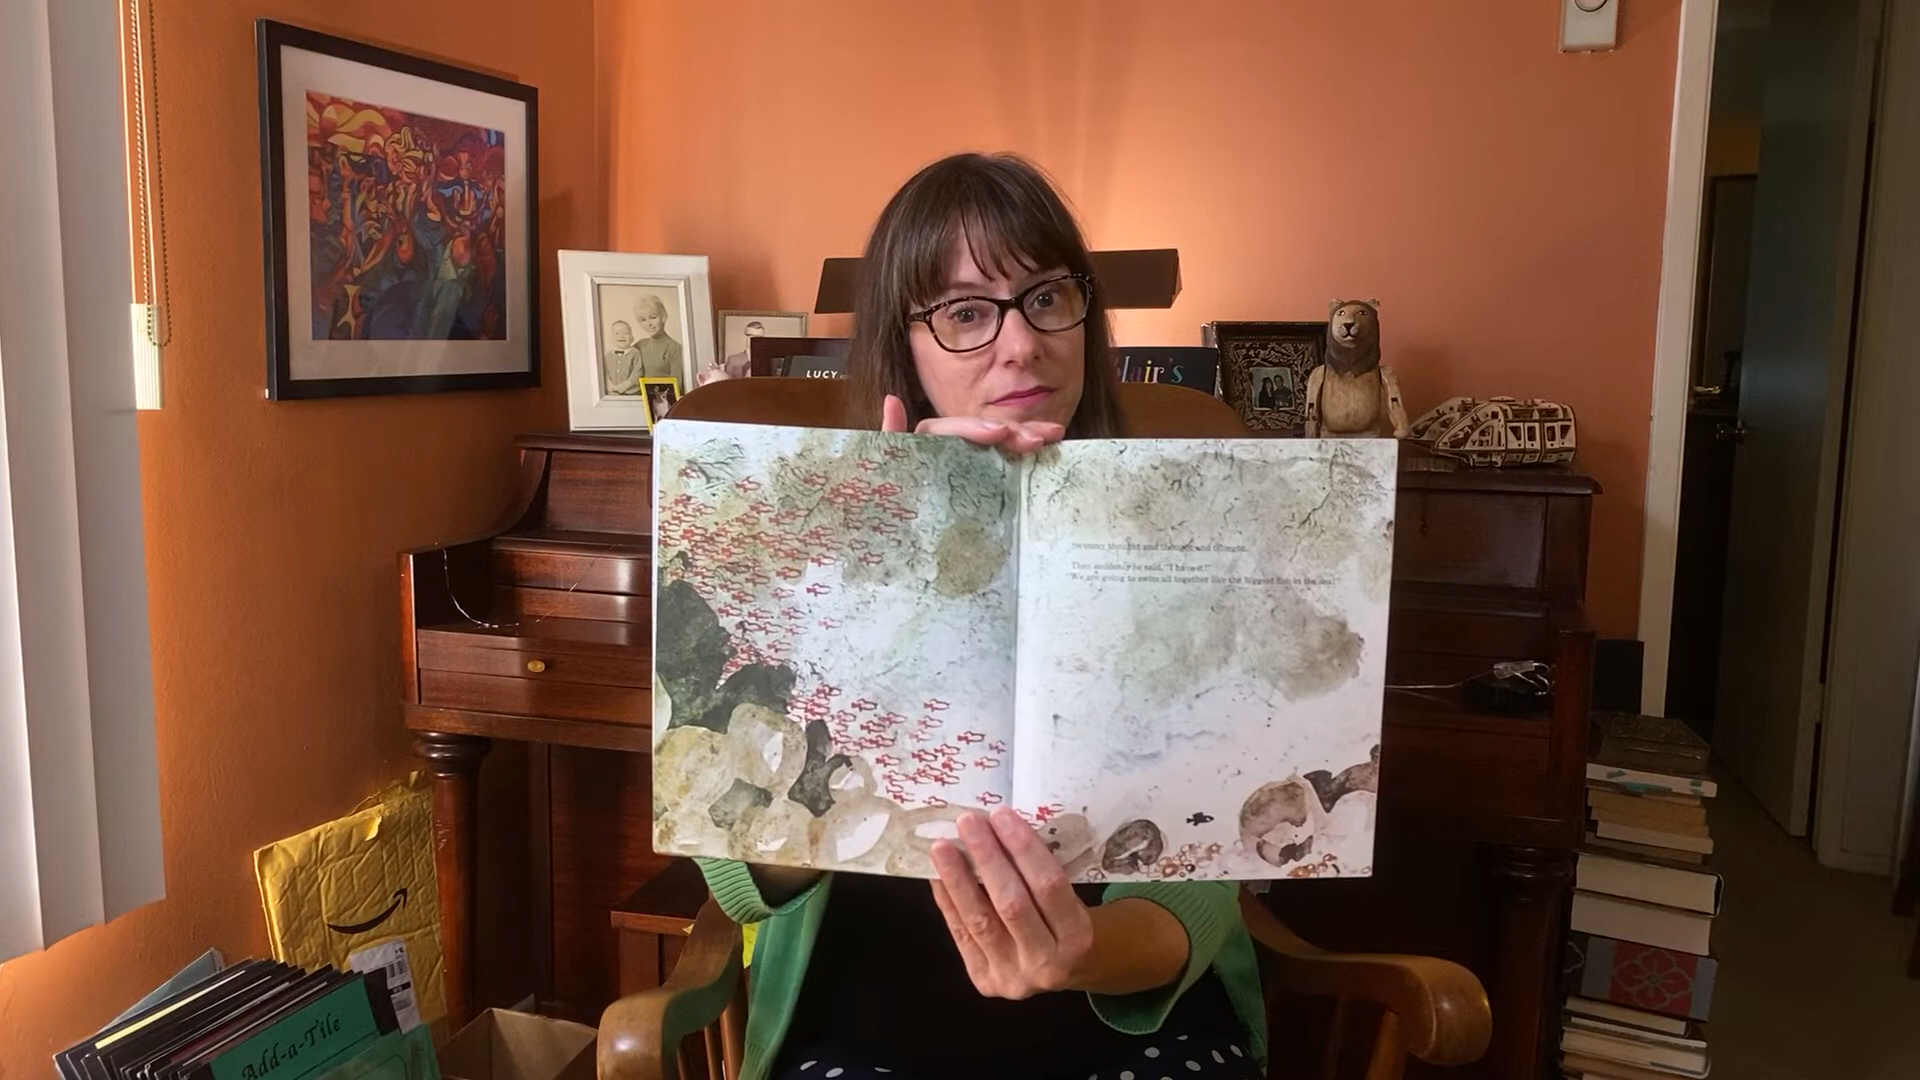 LUCY
lair's
Swimmy thought and thought and thought.
Then suddenly he said, "I have it!"
"We are going to swim all together like the biggest fish in the sea!"
Add-a-Tile